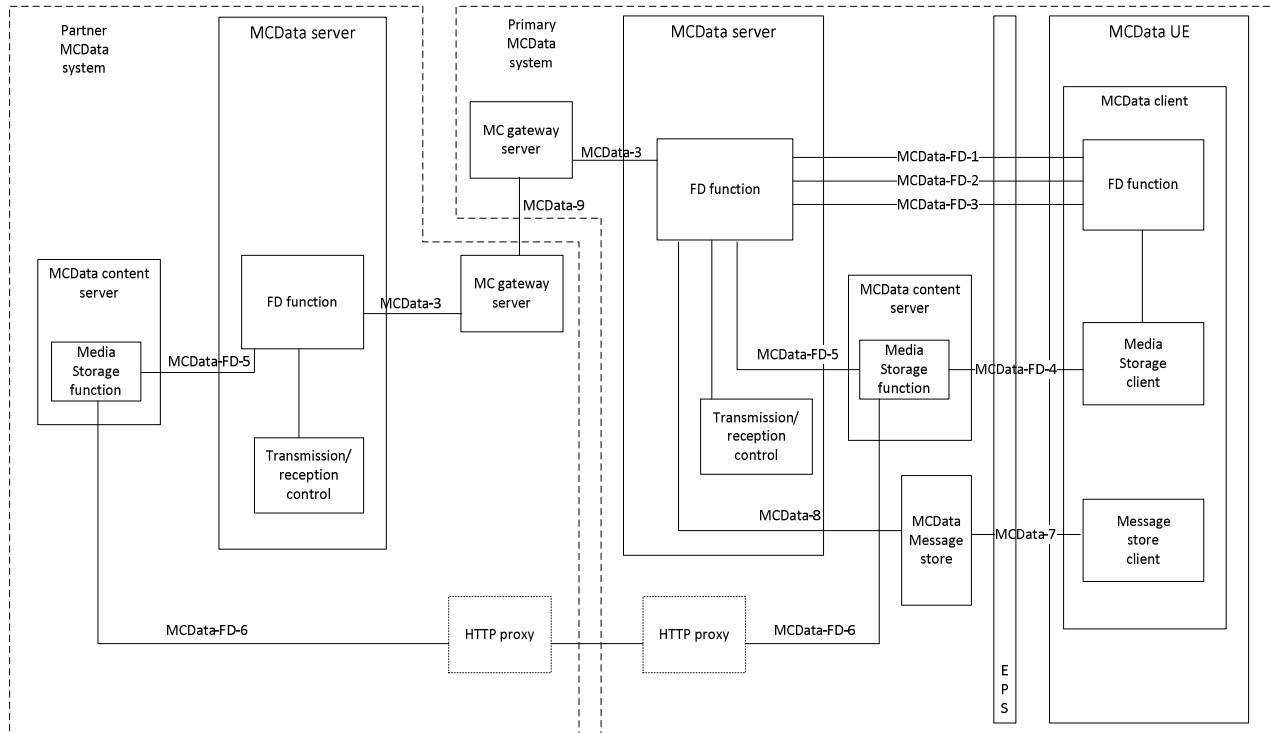 Partner
MCData
system
MCData server
Primary
MCData
system
MCData server
MCData UE
MCData client
MC gateway
server
MCData-3
FD function
MCData-FD-1
MCData-FD-2
MCData-FD-3
FD function
MCData-9
MCData content
server
FD function
MCData-3
MC gateway
server
MCData content
server
Media
Storage
function
MCData-FD-5
MCData-FD-5
Media
Storage
function
MCData-FD-4
Media
Storage
client
Transmission/
reception
control
Transmission/
reception
control
MCData-8
MCData
Message
store
MCData-7
Message
store
client
MCData-FD-6
HTTP proxy
HTTP proxy
MCData-FD-6
E
P
S